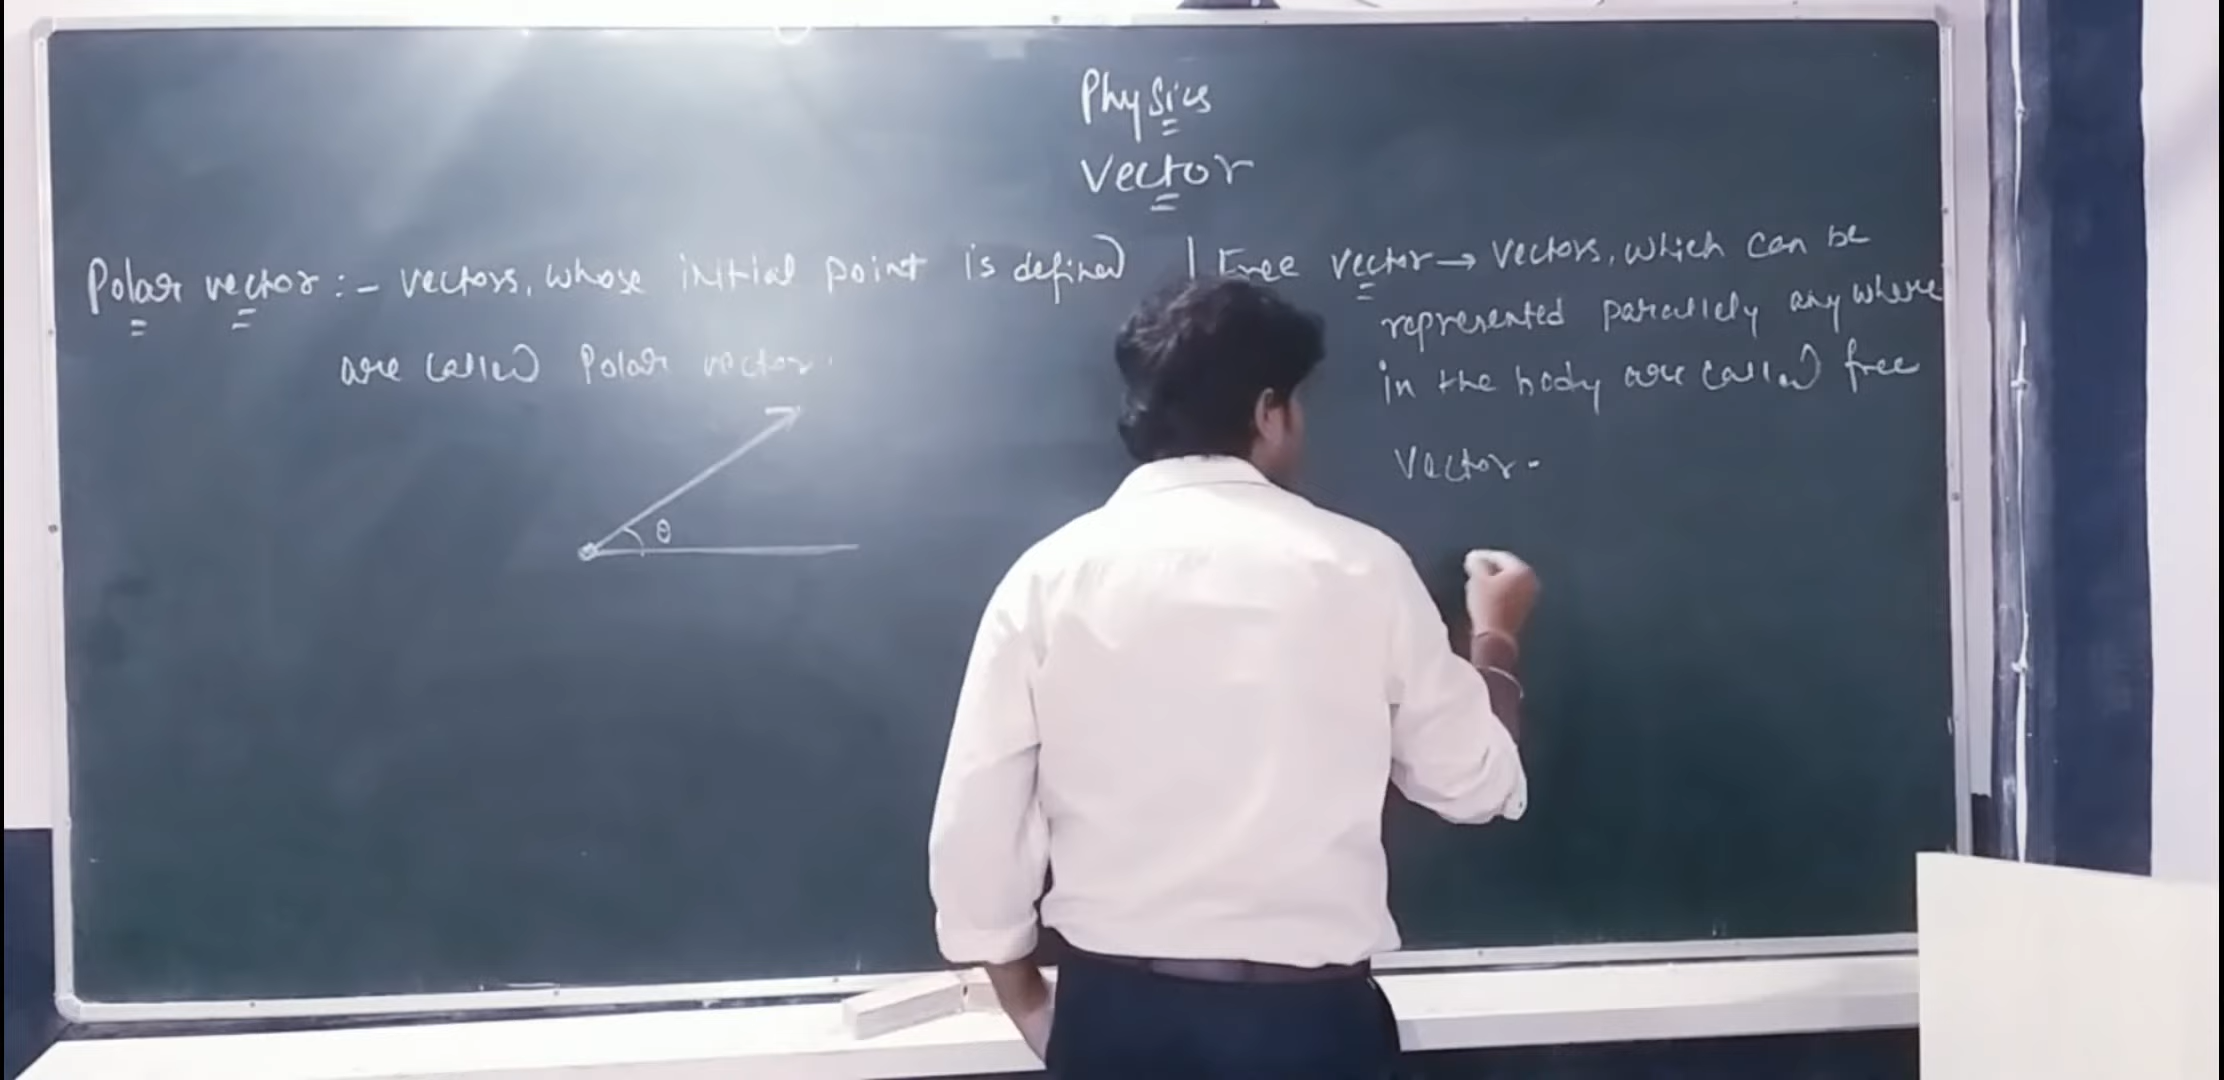 Physics
Vector
Polar vector :- vectors, whose initial point is defined
are called Polar vector.
θ
Free vector → vectors, which can be
represented parallely any where
in the body are called free
vector.